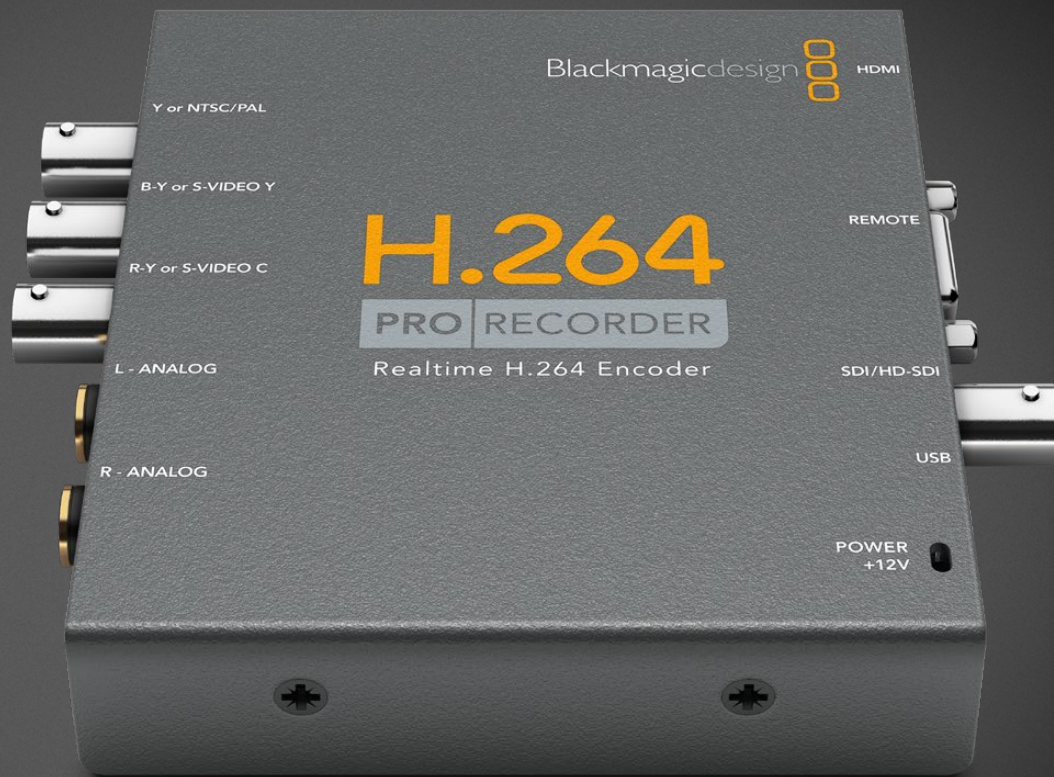 Blackmagicdesign
HDMI
Y or NTSC/PAL
B-Y or S-VIDEO Y
REMOTE
H.264
R-Y or S-VIDEO C
PRO RECORDER
Realtime H.264 Encoder
L - ANALOG
SDI/HD-SDI
USB
R - ANALOG
POWER
+12V